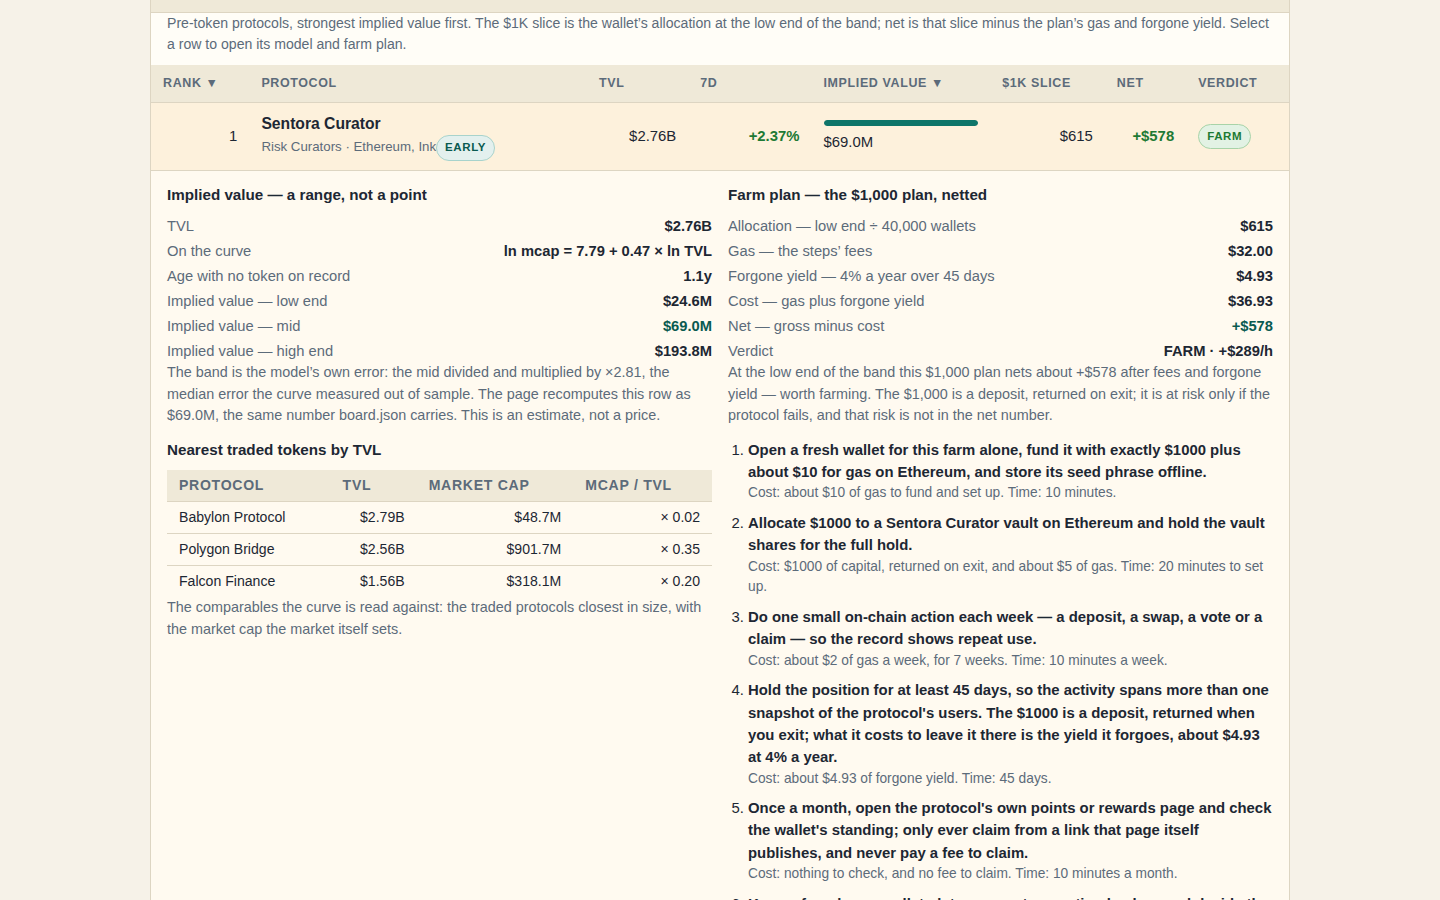 Pre-token protocols, strongest implied value first. The $1K slice is the wallet's allocation at the low end of the band; net is that slice minus the plan's gas and forgone yield. Select
a row to open its model and farm plan.
RANK ▼ PROTOCOL TVL 7D IMPLIED VALUE ▼ $1K SLICE NET VERDICT
1 Sentora Curator $2.76B +2.37% $69.0M $615 +$578 FARM
Risk Curators · Ethereum, Ink EARLY
Implied value — a range, not a point
TVL $2.76B
On the curve ln mcap = 7.79 + 0.47 × ln TVL
Age with no token on record 1.1y
Implied value — low end $24.6M
Implied value — mid $69.0M
Implied value — high end $193.8M
The band is the model's own error: the mid divided and multiplied by ×2.81, the
median error the curve measured out of sample. The page recomputes this row as
$69.0M, the same number board.json carries. This is an estimate, not a price.
Nearest traded tokens by TVL
PROTOCOL TVL MARKET CAP MCAP / TVL
Babylon Protocol $2.79B $48.7M × 0.02
Polygon Bridge $2.56B $901.7M × 0.35
Falcon Finance $1.56B $318.1M × 0.20
The comparables the curve is read against: the traded protocols closest in size, with
the market cap the market itself sets.
Farm plan — the $1,000 plan, netted
Allocation — low end ÷ 40,000 wallets $615
Gas — the steps' fees $32.00
Forgone yield — 4% a year over 45 days $4.93
Cost — gas plus forgone yield $36.93
Net — gross minus cost +$578
Verdict FARM · +$289/h
At the low end of the band this $1,000 plan nets about +$578 after fees and forgone
yield — worth farming. The $1,000 is a deposit, returned on exit; it is at risk only if the
protocol fails, and that risk is not in the net number.
1. Open a fresh wallet for this farm alone, fund it with exactly $1000 plus
about $10 for gas on Ethereum, and store its seed phrase offline.
Cost: about $10 of gas to fund and set up. Time: 10 minutes.
2. Allocate $1000 to a Sentora Curator vault on Ethereum and hold the vault
shares for the full hold.
Cost: $1000 of capital, returned on exit, and about $5 of gas. Time: 20 minutes to set
up.
3. Do one small on-chain action each week — a deposit, a swap, a vote or a
claim — so the record shows repeat use.
Cost: about $2 of gas a week, for 7 weeks. Time: 10 minutes a week.
4. Hold the position for at least 45 days, so the activity spans more than one
snapshot of the protocol's users. The $1000 is a deposit, returned when
you exit; what it costs to leave it there is the yield it forgoes, about $4.93
at 4% a year.
Cost: about $4.93 of forgone yield. Time: 45 days.
5. Once a month, open the protocol's own points or rewards page and check
the wallet's standing; only ever claim from a link that page itself
publishes, and never pay a fee to claim.
Cost: nothing to check, and no fee to claim. Time: 10 minutes a month.